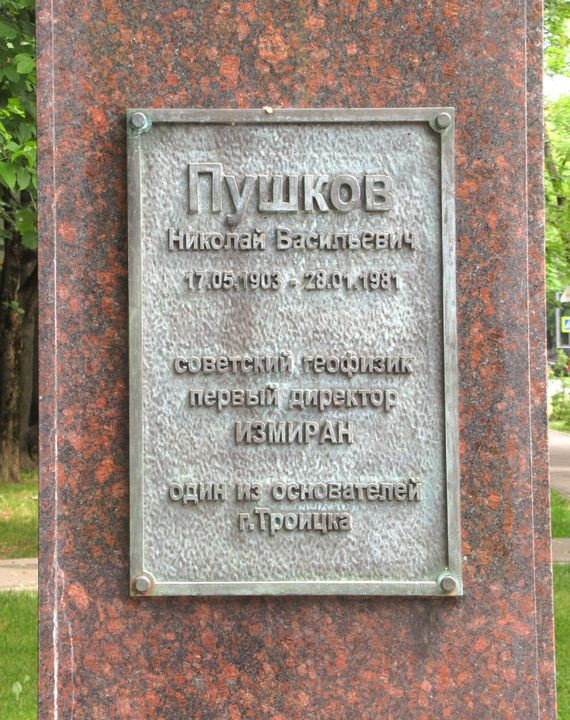 Пушков
Николай Васильевич
17.05.1903 - 28.01.1981
советский геофизик
первый директор
ИЗМИРАН
один из основателей
г.Троицка